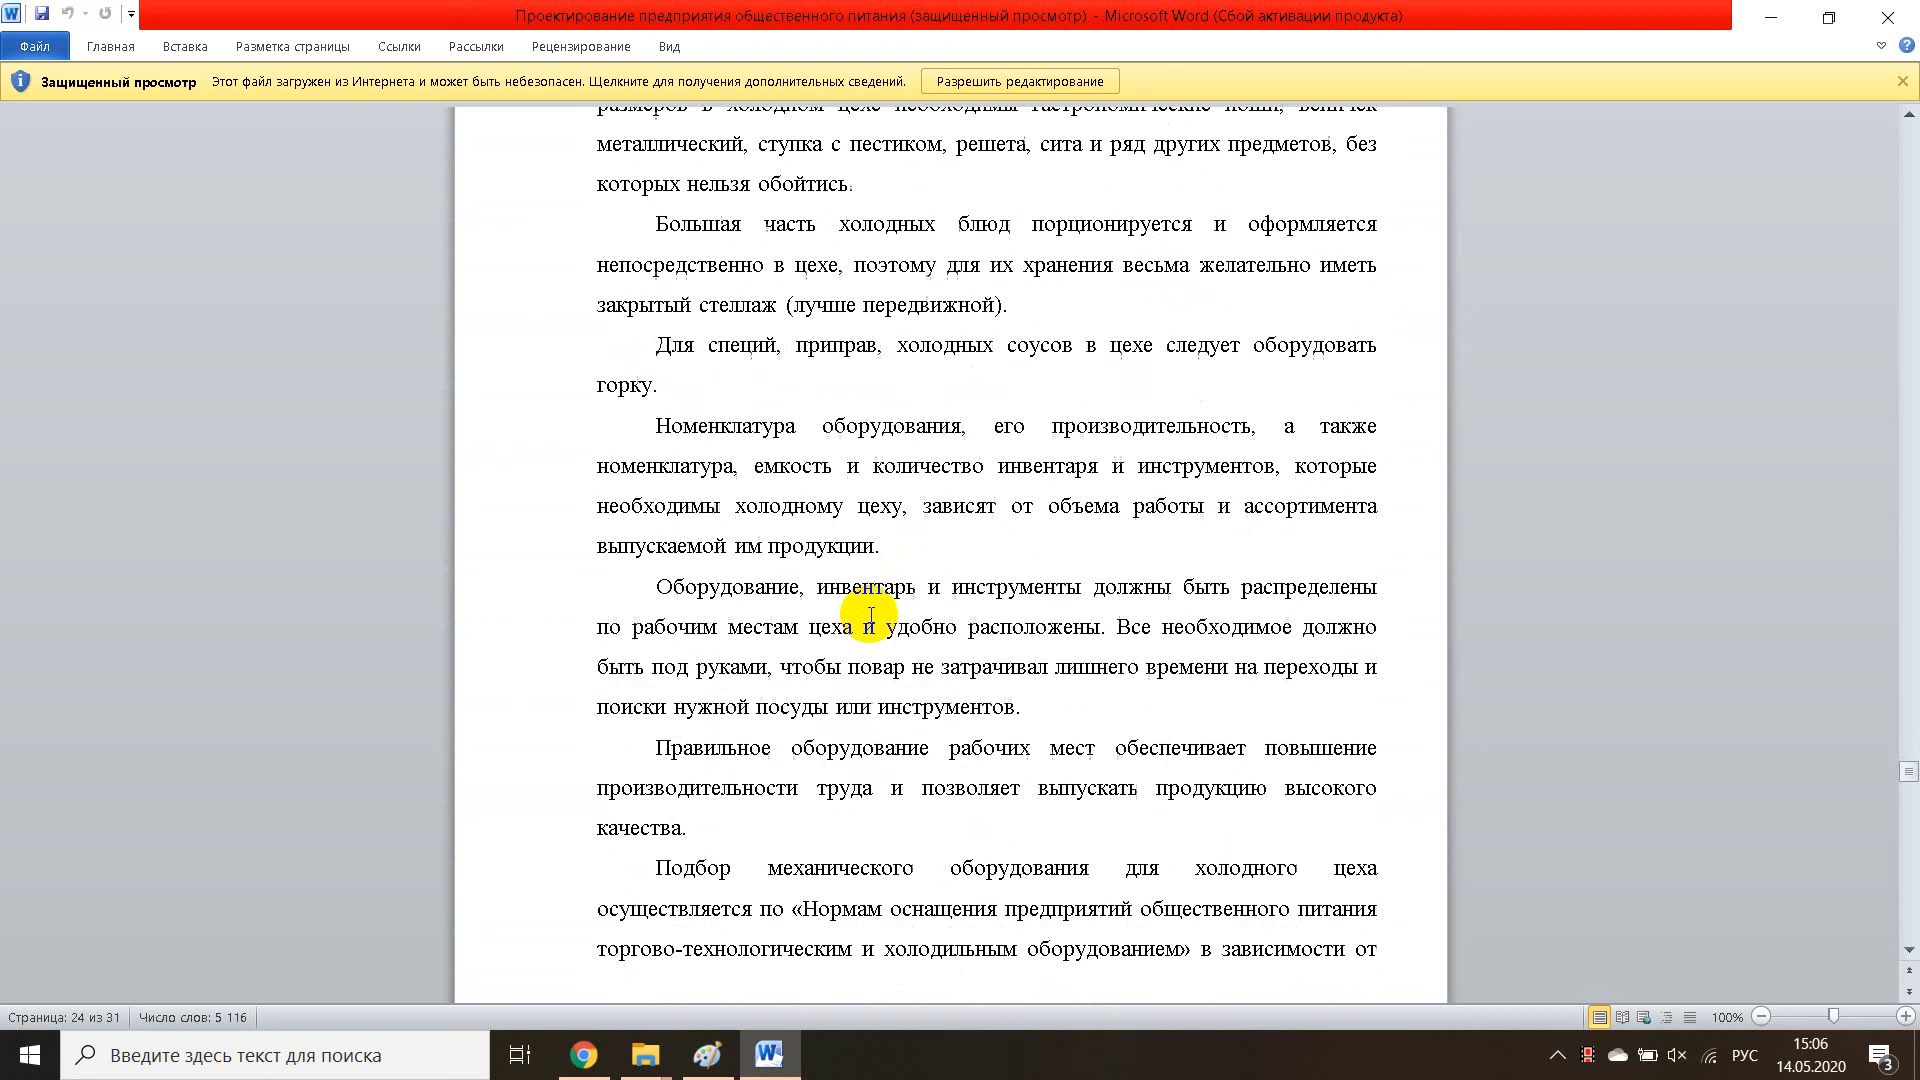 Проектирование предприятия общественного питания (защищенный просмотр) - Microsoft Word (Сбой активации продукта)
Файл Главная Вставка Разметка страницы Ссылки Рассылки Рецензирование Вид
Защищенный просмотр Этот файл загружен из Интернета и может быть небезопасен. Щелкните для получения дополнительных сведений. Разрешить редактирование
размеров в холодном цехе необходимы гастрономические ножи, веничек
металлический, ступка с пестиком, решета, сита и ряд других предметов, без
которых нельзя обойтись.
Большая часть холодных блюд порционируется и оформляется
непосредственно в цехе, поэтому для их хранения весьма желательно иметь
закрытый стеллаж (лучше передвижной).
Для специй, приправ, холодных соусов в цехе следует оборудовать
горку.
Номенклатура оборудования, его производительность, а также
номенклатура, емкость и количество инвентаря и инструментов, которые
необходимы холодному цеху, зависят от объема работы и ассортимента
выпускаемой им продукции.
Оборудование, инвентарь и инструменты должны быть распределены
по рабочим местам цеха и удобно расположены. Все необходимое должно
быть под руками, чтобы повар не затрачивал лишнего времени на переходы и
поиски нужной посуды или инструментов.
Правильное оборудование рабочих мест обеспечивает повышение
производительности труда и позволяет выпускать продукцию высокого
качества.
Подбор механического оборудования для холодного цеха
осуществляется по «Нормам оснащения предприятий общественного питания
торгово-технологическим и холодильным оборудованием» в зависимости от
Страница: 24 из 31 Число слов: 5 116 100%
Введите здесь текст для поиска
РУС
15:06
14.05.2020
3